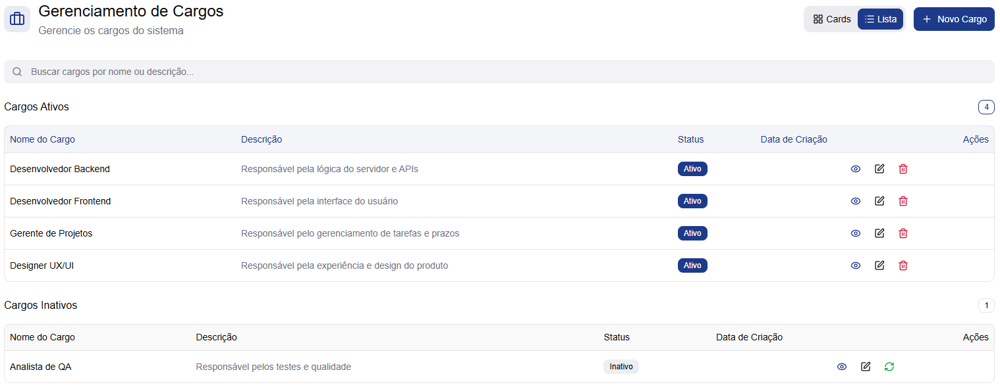 Gerenciamento de Cargos
Gerencie os cargos do sistema
Cards Lista Novo Cargo
Buscar cargos por nome ou descrição...
Cargos Ativos 4
Nome do Cargo Descrição Status Data de Criação Ações
Desenvolvedor Backend Responsável pela lógica do servidor e APIs Ativo
Desenvolvedor Frontend Responsável pela interface do usuário Ativo
Gerente de Projetos Responsável pelo gerenciamento de tarefas e prazos Ativo
Designer UX/UI Responsável pela experiência e design do produto Ativo
Cargos Inativos 1
Nome do Cargo Descrição Status Data de Criação Ações
Analista de QA Responsável pelos testes e qualidade Inativo